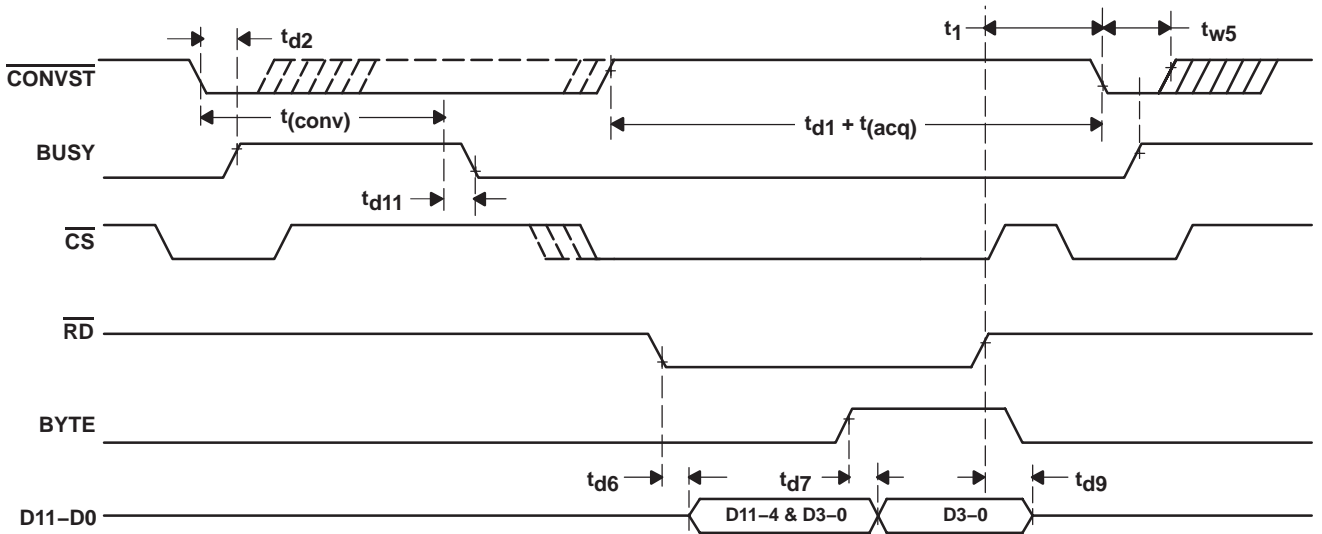 td2
t1
tw5
CONVST
t(conv)
td1 + t(acq)
BUSY
td11
CS
RD
BYTE
td6
td7
td9
D11–D0
D11–4 & D3–0
D3–0